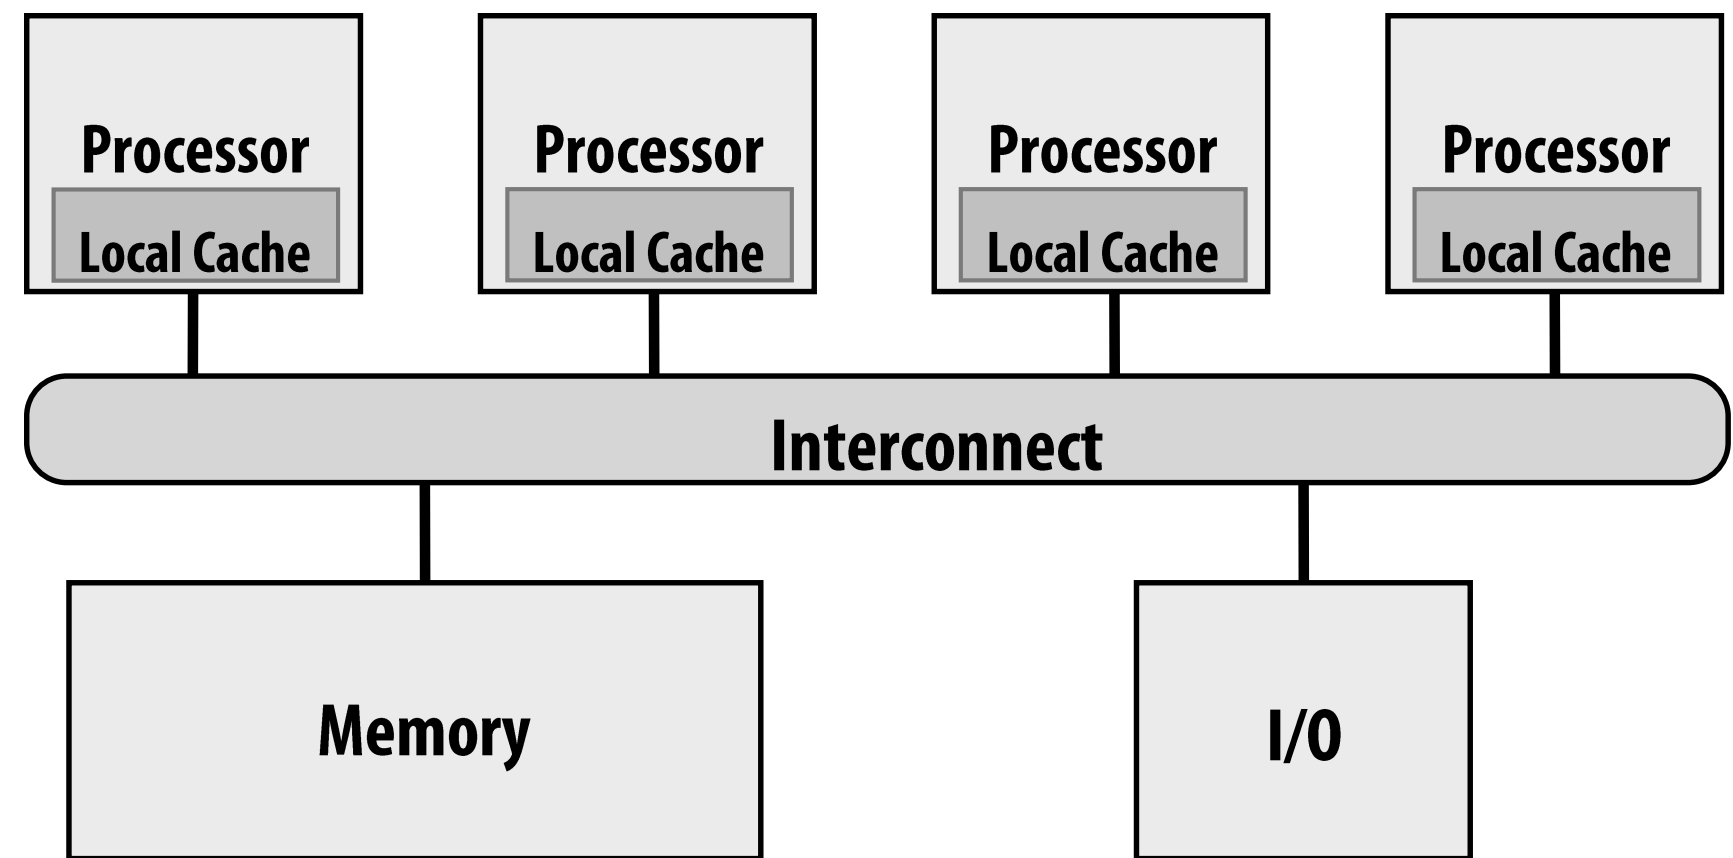 Processor
Local Cache
Processor
Local Cache
Processor
Local Cache
Processor
Local Cache
Interconnect
Memory
I/O